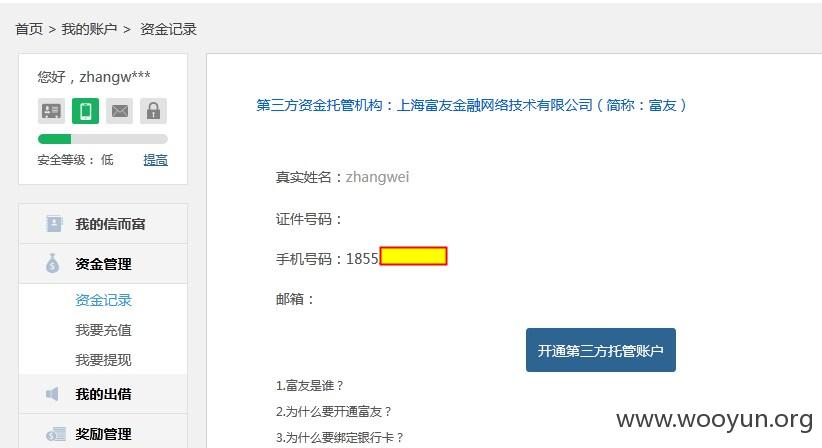 首页 > 我的账户 > 资金记录
您好，zhangw***
安全等级： 低 提高
我的信而富
资金管理
资金记录
我要充值
我要提现
我的出借
奖励管理
第三方资金托管机构：上海富友金融网络技术有限公司（简称：富友）
真实姓名：zhangwei
证件号码：
手机号码：1855
邮箱：
开通第三方托管账户
1.富友是谁？
2.为什么要开通富友？
3.为什么要绑定银行卡？
www.wooyun.org